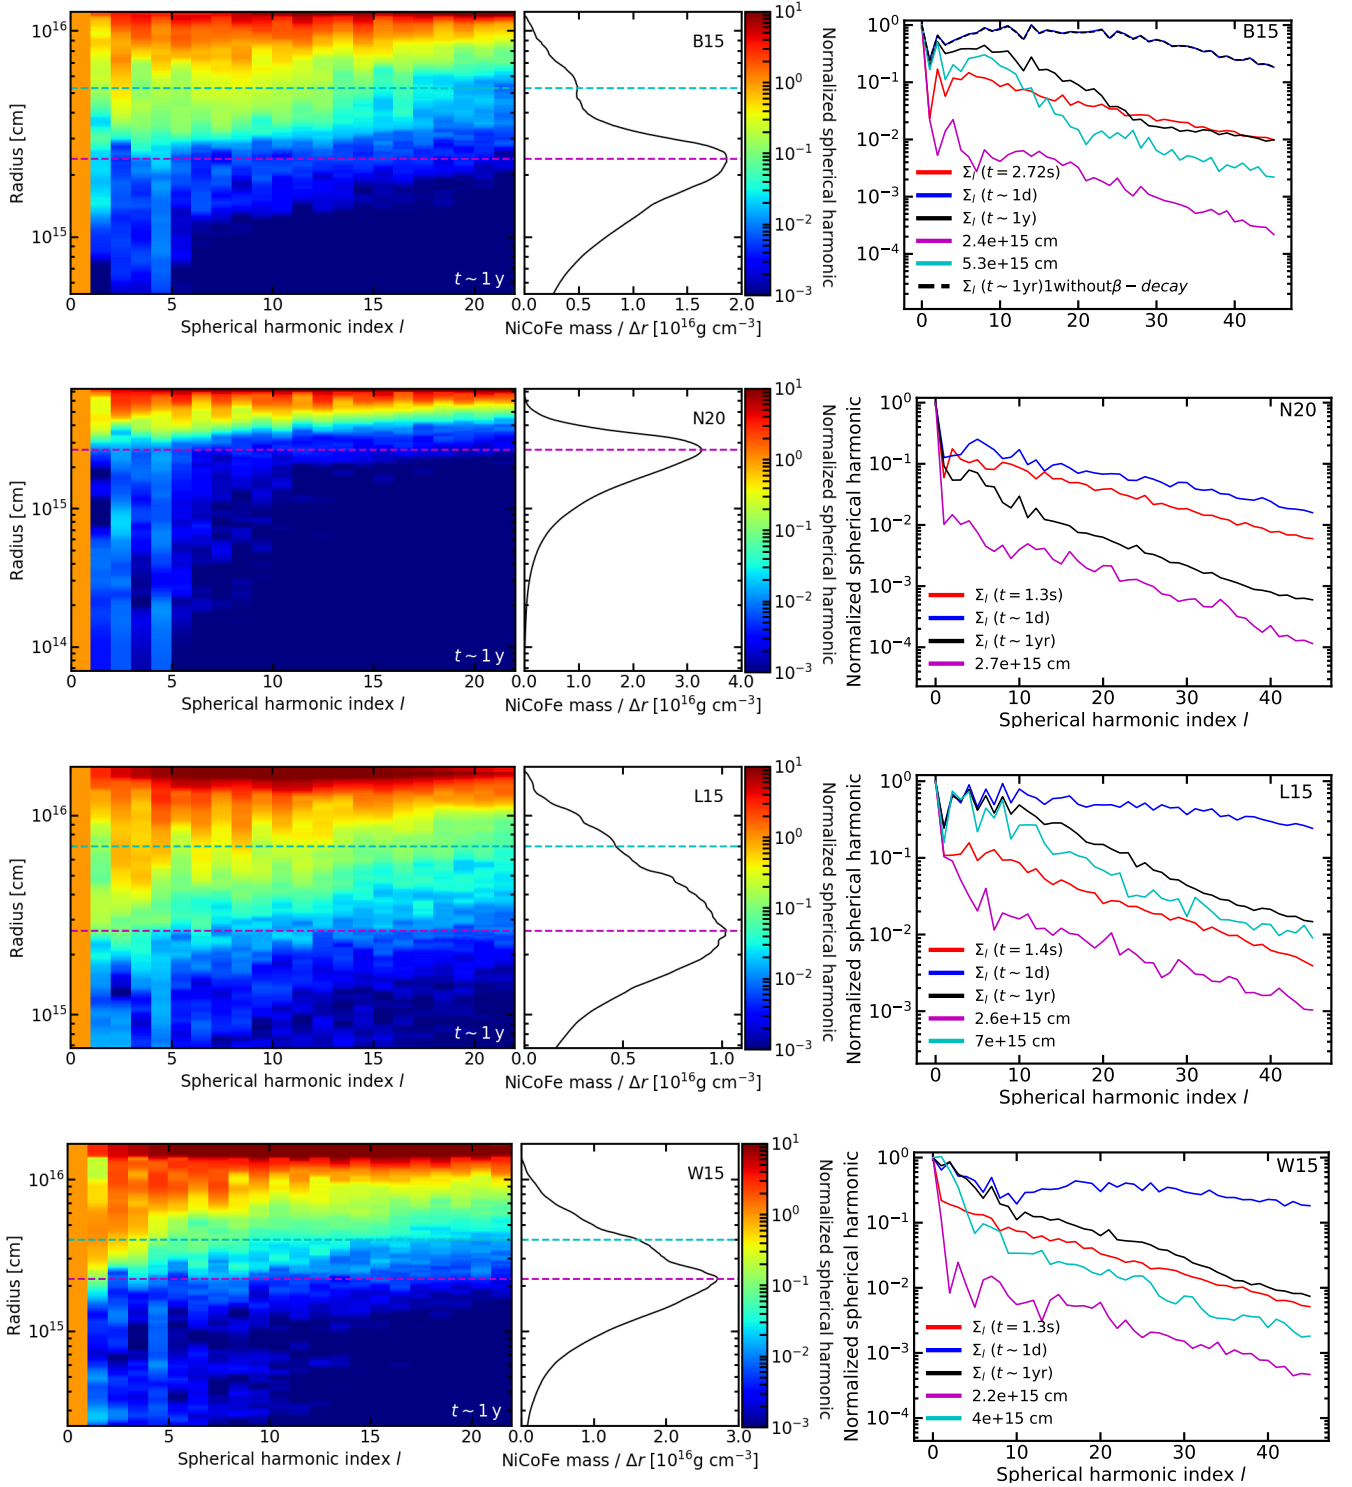 B15
10^16
10^15
Radius [cm]
t ~ 1 y
0 5 10 15 20
Spherical harmonic index l
0.0 0.5 1.0 1.5 2.0
NiCoFe mass / Δr [10^16 g cm^−3]
10^1
10^0
10^−1
10^−2
10^−3
Normalized spherical harmonic
B15
10^0
10^−1
10^−2
10^−3
10^−4
Σ_l (t = 2.72s)
Σ_l (t ~ 1d)
Σ_l (t ~ 1y)
2.4e+15 cm
5.3e+15 cm
Σ_l (t ~ 1yr)1withoutβ − decay
0 10 20 30 40
N20
10^15
10^14
Radius [cm]
t ~ 1 y
0 5 10 15 20
Spherical harmonic index l
0.0 1.0 2.0 3.0 4.0
NiCoFe mass / Δr [10^16 g cm^−3]
10^1
10^0
10^−1
10^−2
10^−3
Normalized spherical harmonic
Normalized spherical harmonic
N20
10^0
10^−1
10^−2
10^−3
10^−4
Σ_l (t = 1.3s)
Σ_l (t ~ 1d)
Σ_l (t ~ 1yr)
2.7e+15 cm
0 10 20 30 40
Spherical harmonic index l
L15
10^16
10^15
Radius [cm]
t ~ 1 y
0 5 10 15 20
Spherical harmonic index l
0.5 1.0
NiCoFe mass / Δr [10^16 g cm^−3]
10^1
10^0
10^−1
10^−2
10^−3
Normalized spherical harmonic
Normalized spherical harmonic
L15
10^0
10^−1
10^−2
10^−3
Σ_l (t = 1.4s)
Σ_l (t ~ 1d)
Σ_l (t ~ 1yr)
2.6e+15 cm
7e+15 cm
0 10 20 30 40
Spherical harmonic index l
W15
10^16
10^15
Radius [cm]
t ~ 1 y
0 5 10 15 20
Spherical harmonic index l
0.0 1.0 2.0 3.0
NiCoFe mass / Δr [10^16 g cm^−3]
10^1
10^0
10^−1
10^−2
10^−3
Normalized spherical harmonic
Normalized spherical harmonic
W15
10^0
10^−1
10^−2
10^−3
10^−4
Σ_l (t = 1.3s)
Σ_l (t ~ 1d)
Σ_l (t ~ 1yr)
2.2e+15 cm
4e+15 cm
0 10 20 30 40
Spherical harmonic index l